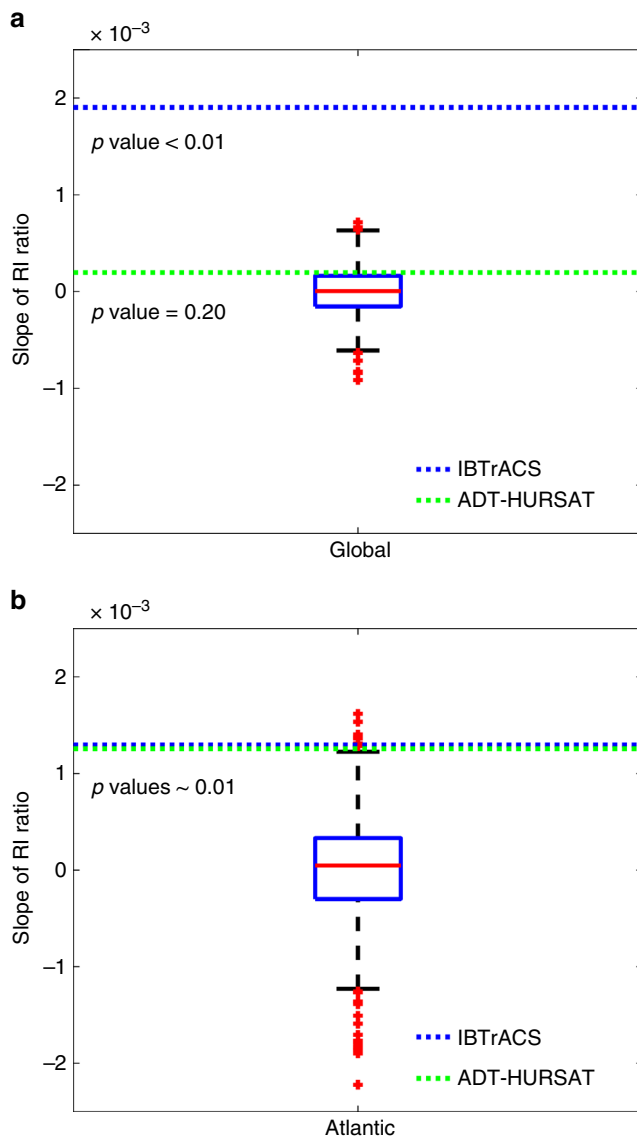 a
× 10⁻³
2
p value < 0.01
1
Slope of RI ratio
0
p value = 0.20
−1
IBTrACS
−2
ADT-HURSAT
Global
b
× 10⁻³
2
1
p values ~ 0.01
Slope of RI ratio
0
−1
IBTrACS
−2
ADT-HURSAT
Atlantic